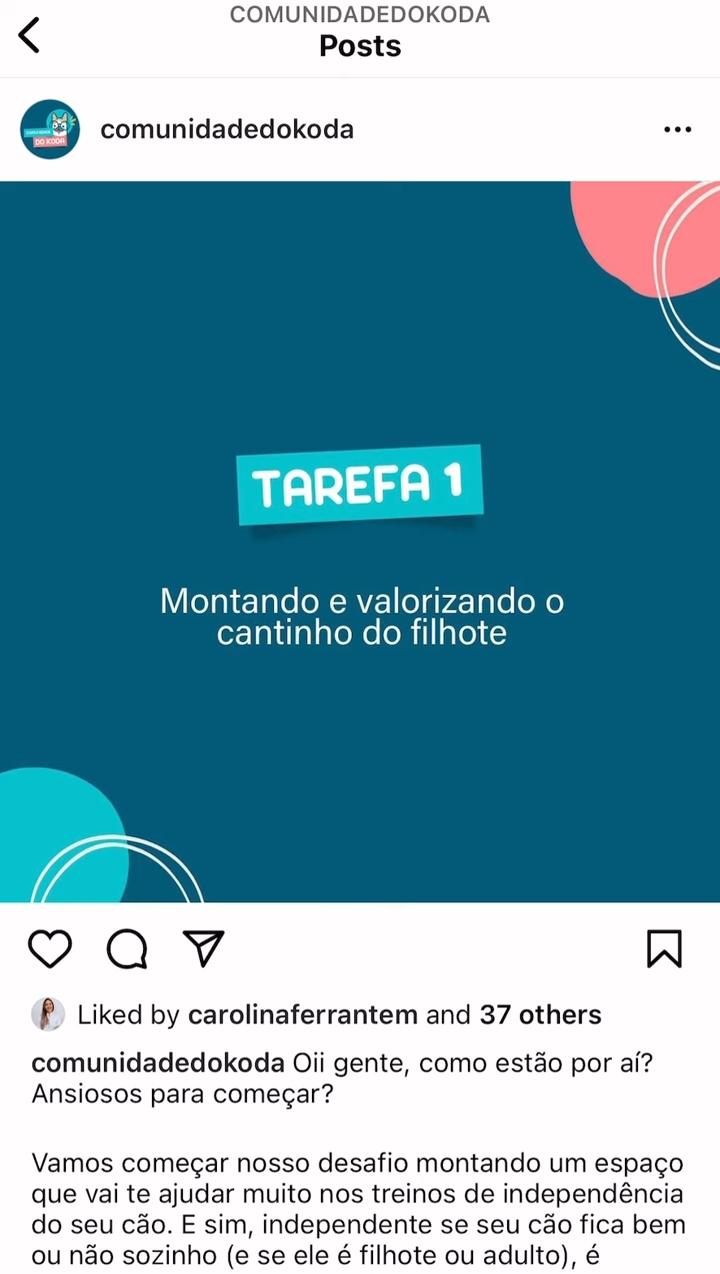 COMUNIDADEDOKODA
Posts
comunidadedokoda
DO KODA
TAREFA 1
Montando e valorizando o
cantinho do filhote
Liked by carolinaferrantem and 37 others
comunidadedokoda Oii gente, como estão por aí?
Ansiosos para começar?
Vamos começar nosso desafio montando um espaço
que vai te ajudar muito nos treinos de independência
do seu cão. E sim, independente se seu cão fica bem
ou não sozinho (e se ele é filhote ou adulto), é